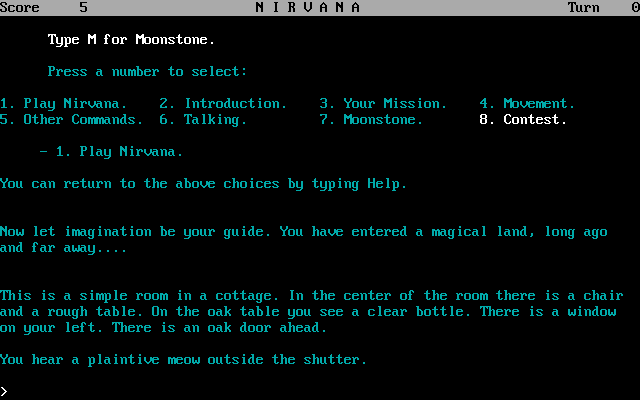 Score 5 N I R V A N A Turn 0
Type M for Moonstone.
Press a number to select:
1. Play Nirvana. 2. Introduction. 3. Your Mission. 4. Movement.
5. Other Commands. 6. Talking. 7. Moonstone. 8. Contest.
- 1. Play Nirvana.
You can return to the above choices by typing Help.
Now let imagination be your guide. You have entered a magical land, long ago
and far away....
This is a simple room in a cottage. In the center of the room there is a chair
and a rough table. On the oak table you see a clear bottle. There is a window
on your left. There is an oak door ahead.
You hear a plaintive meow outside the shutter.
>